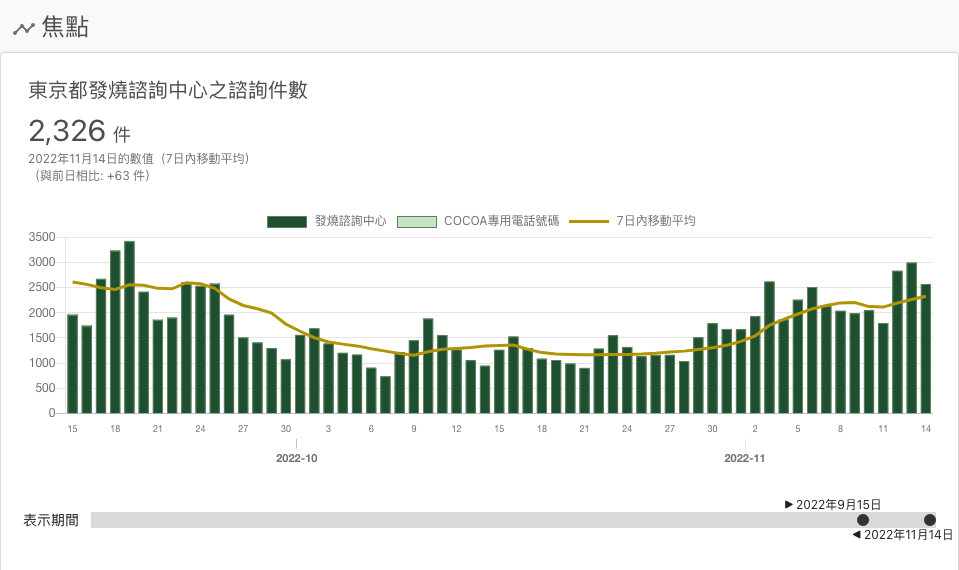 焦點
東京都發燒諮詢中心之諮詢件數
2,326 件
2022年11月14日的數值（7日內移動平均）
（與前日相比: +63 件）
發燒諮詢中心 COCOA專用電話號碼 7日內移動平均
3500
3000
2500
2000
1500
1000
500
0
15 18 21 24 27 30 3 6 9 12 15 18 21 24 27 30 2 5 8 11 14
2022-10 2022-11
2022年9月15日
表示期間
2022年11月14日